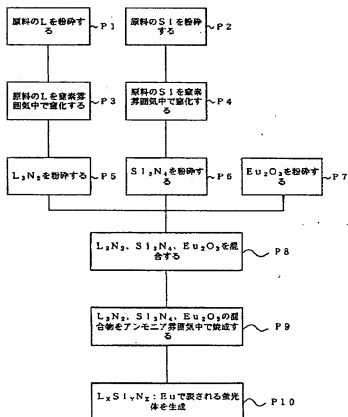 原料のLを粉砕す
る
P1
原料のSiを粉砕
する
P2
原料のLを窒素雰
囲気中で窒化する
P3
原料のSiを窒素
雰囲気中で窒化す
る
P4
L₃N₂を粉砕する
P5
Si₃N₄を粉砕
する
P6
Eu₂O₃を粉砕す
る
P7
L₃N₂、Si₃N₄、Eu₂O₃を混
合する
P8
L₃N₂、Si₃N₄、Eu₂O₃の混
合物をアンモニア雰囲気中で焼成す
る
P9
LXSiYNZ:Euで表される蛍光
体を生成
P10